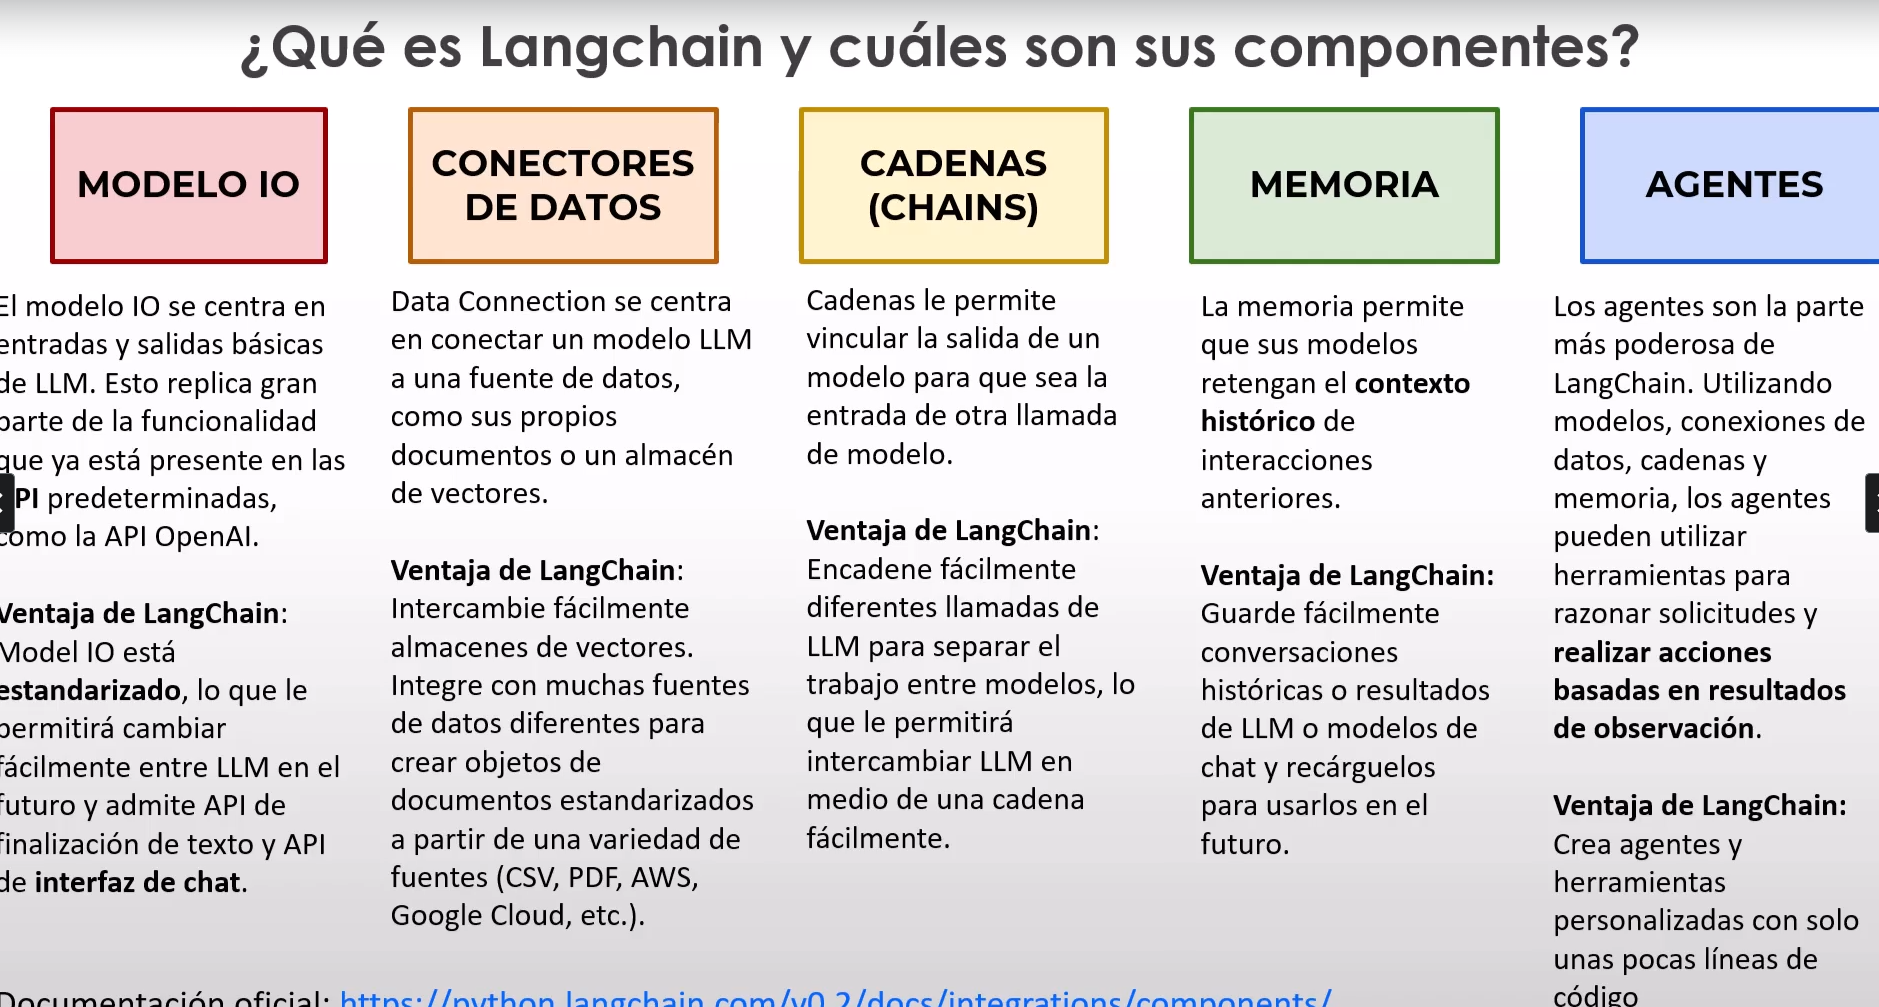 ¿Qué es Langchain y cuáles son sus componentes?
MODELO IO
El modelo IO se centra en
entradas y salidas básicas
de LLM. Esto replica gran
parte de la funcionalidad
que ya está presente en las
PI predeterminadas,
como la API OpenAI.
Ventaja de LangChain:
Model IO está
estandarizado, lo que le
permitirá cambiar
fácilmente entre LLM en el
futuro y admite API de
finalización de texto y API
de interfaz de chat.
CONECTORES
DE DATOS
Data Connection se centra
en conectar un modelo LLM
a una fuente de datos,
como sus propios
documentos o un almacén
de vectores.
Ventaja de LangChain:
Intercambie fácilmente
almacenes de vectores.
Integre con muchas fuentes
de datos diferentes para
crear objetos de
documentos estandarizados
a partir de una variedad de
fuentes (CSV, PDF, AWS,
Google Cloud, etc.).
CADENAS
(CHAINS)
Cadenas le permite
vincular la salida de un
modelo para que sea la
entrada de otra llamada
de modelo.
Ventaja de LangChain:
Encadene fácilmente
diferentes llamadas de
LLM para separar el
trabajo entre modelos, lo
que le permitirá
intercambiar LLM en
medio de una cadena
fácilmente.
MEMORIA
La memoria permite
que sus modelos
retengan el contexto
histórico de
interacciones
anteriores.
Ventaja de LangChain:
Guarde fácilmente
conversaciones
históricas o resultados
de LLM o modelos de
chat y recárguelos
para usarlos en el
futuro.
AGENTES
Los agentes son la parte
más poderosa de
LangChain. Utilizando
modelos, conexiones de
datos, cadenas y
memoria, los agentes
pueden utilizar
herramientas para
razonar solicitudes y
realizar acciones
basadas en resultados
de observación.
Ventaja de LangChain:
Crea agentes y
herramientas
personalizadas con solo
unas pocas líneas de
código
Documentación oficial: https://python.langchain.com/v0.2/docs/integrations/components/